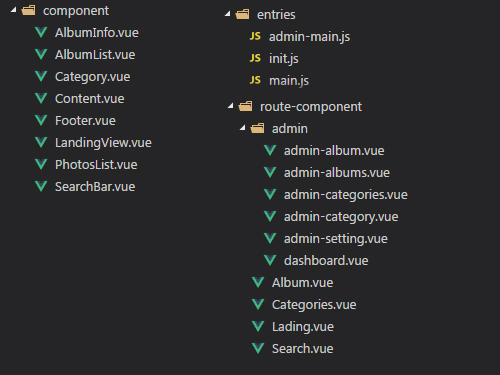 component
AlbumInfo.vue
AlbumList.vue
Category.vue
Content.vue
Footer.vue
LandingView.vue
PhotosList.vue
SearchBar.vue
entries
JS admin-main.js
JS init.js
JS main.js
route-component
admin
admin-album.vue
admin-albums.vue
admin-categories.vue
admin-category.vue
admin-setting.vue
dashboard.vue
Album.vue
Categories.vue
Lading.vue
Search.vue